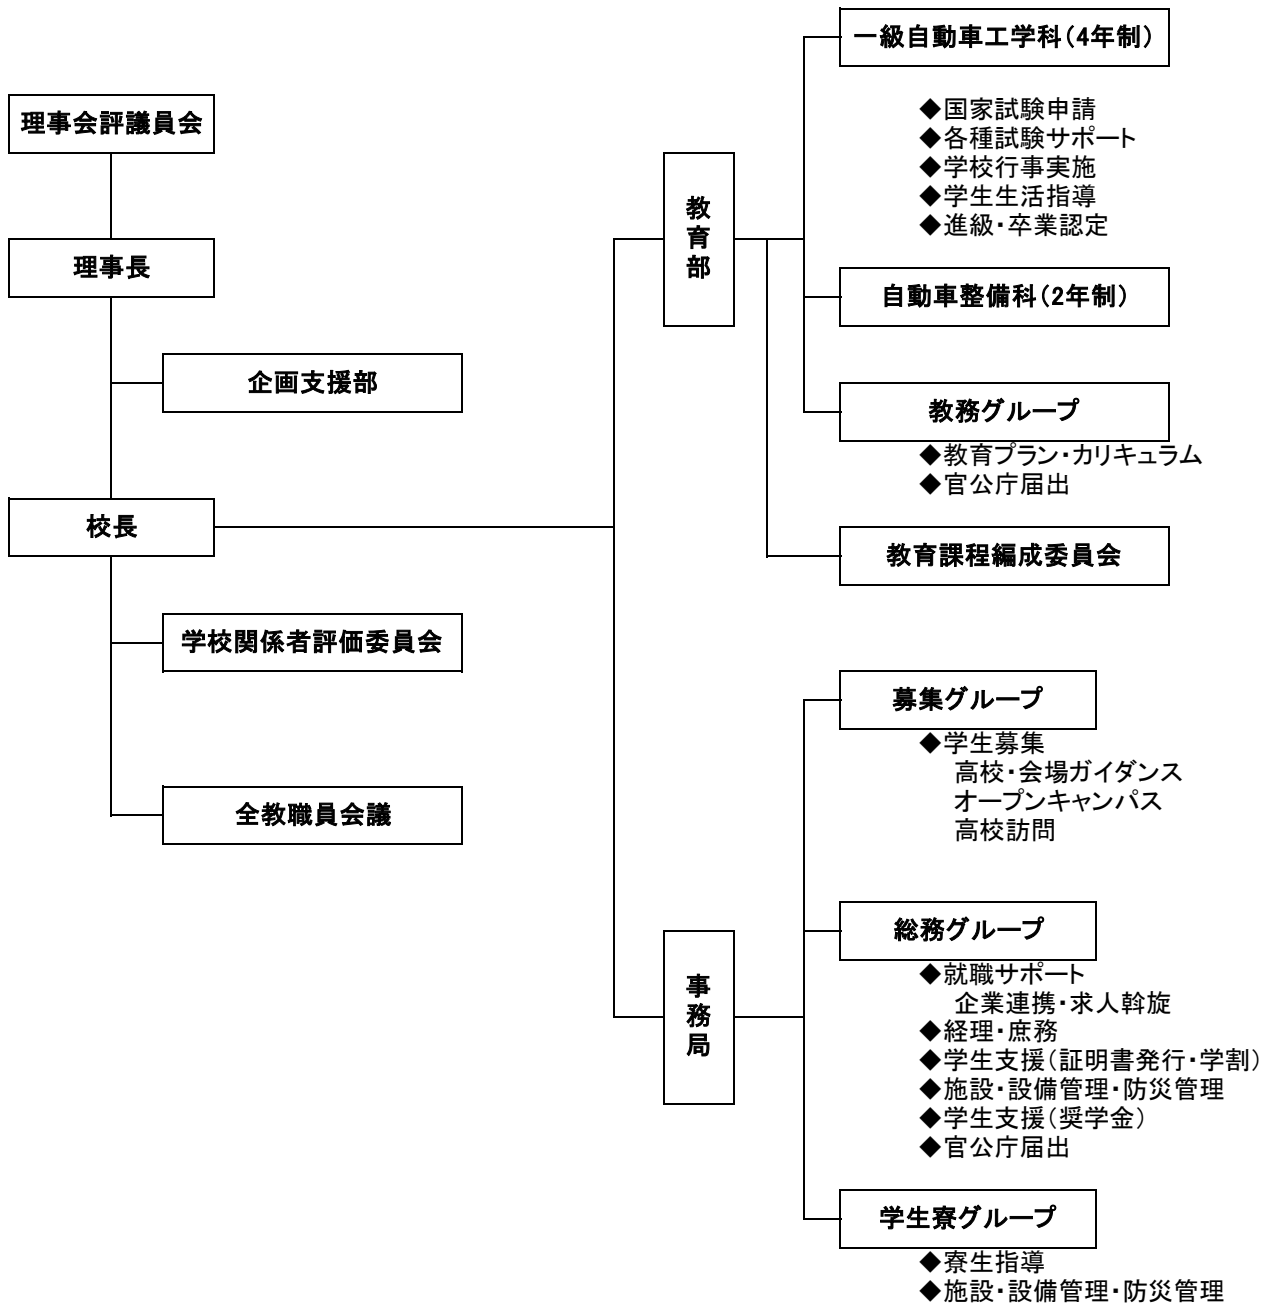 理事会評議員会
理事長
企画支援部
校長
学校関係者評価委員会
全教職員会議
教育部
一級自動車工学科（4年制）
◆国家試験申請
◆各種試験サポート
◆学校行事実施
◆学生生活指導
◆進級・卒業認定
自動車整備科（2年制）
教務グループ
◆教育プラン・カリキュラム
◆官公庁届出
教育課程編成委員会
事務局
募集グループ
◆学生募集
高校・会場ガイダンス
オープンキャンパス
高校訪問
総務グループ
◆就職サポート
企業連携・求人斡旋
◆経理・庶務
◆学生支援（証明書発行・学割）
◆施設・設備管理・防災管理
◆学生支援（奨学金）
◆官公庁届出
学生寮グループ
◆寮生指導
◆施設・設備管理・防災管理